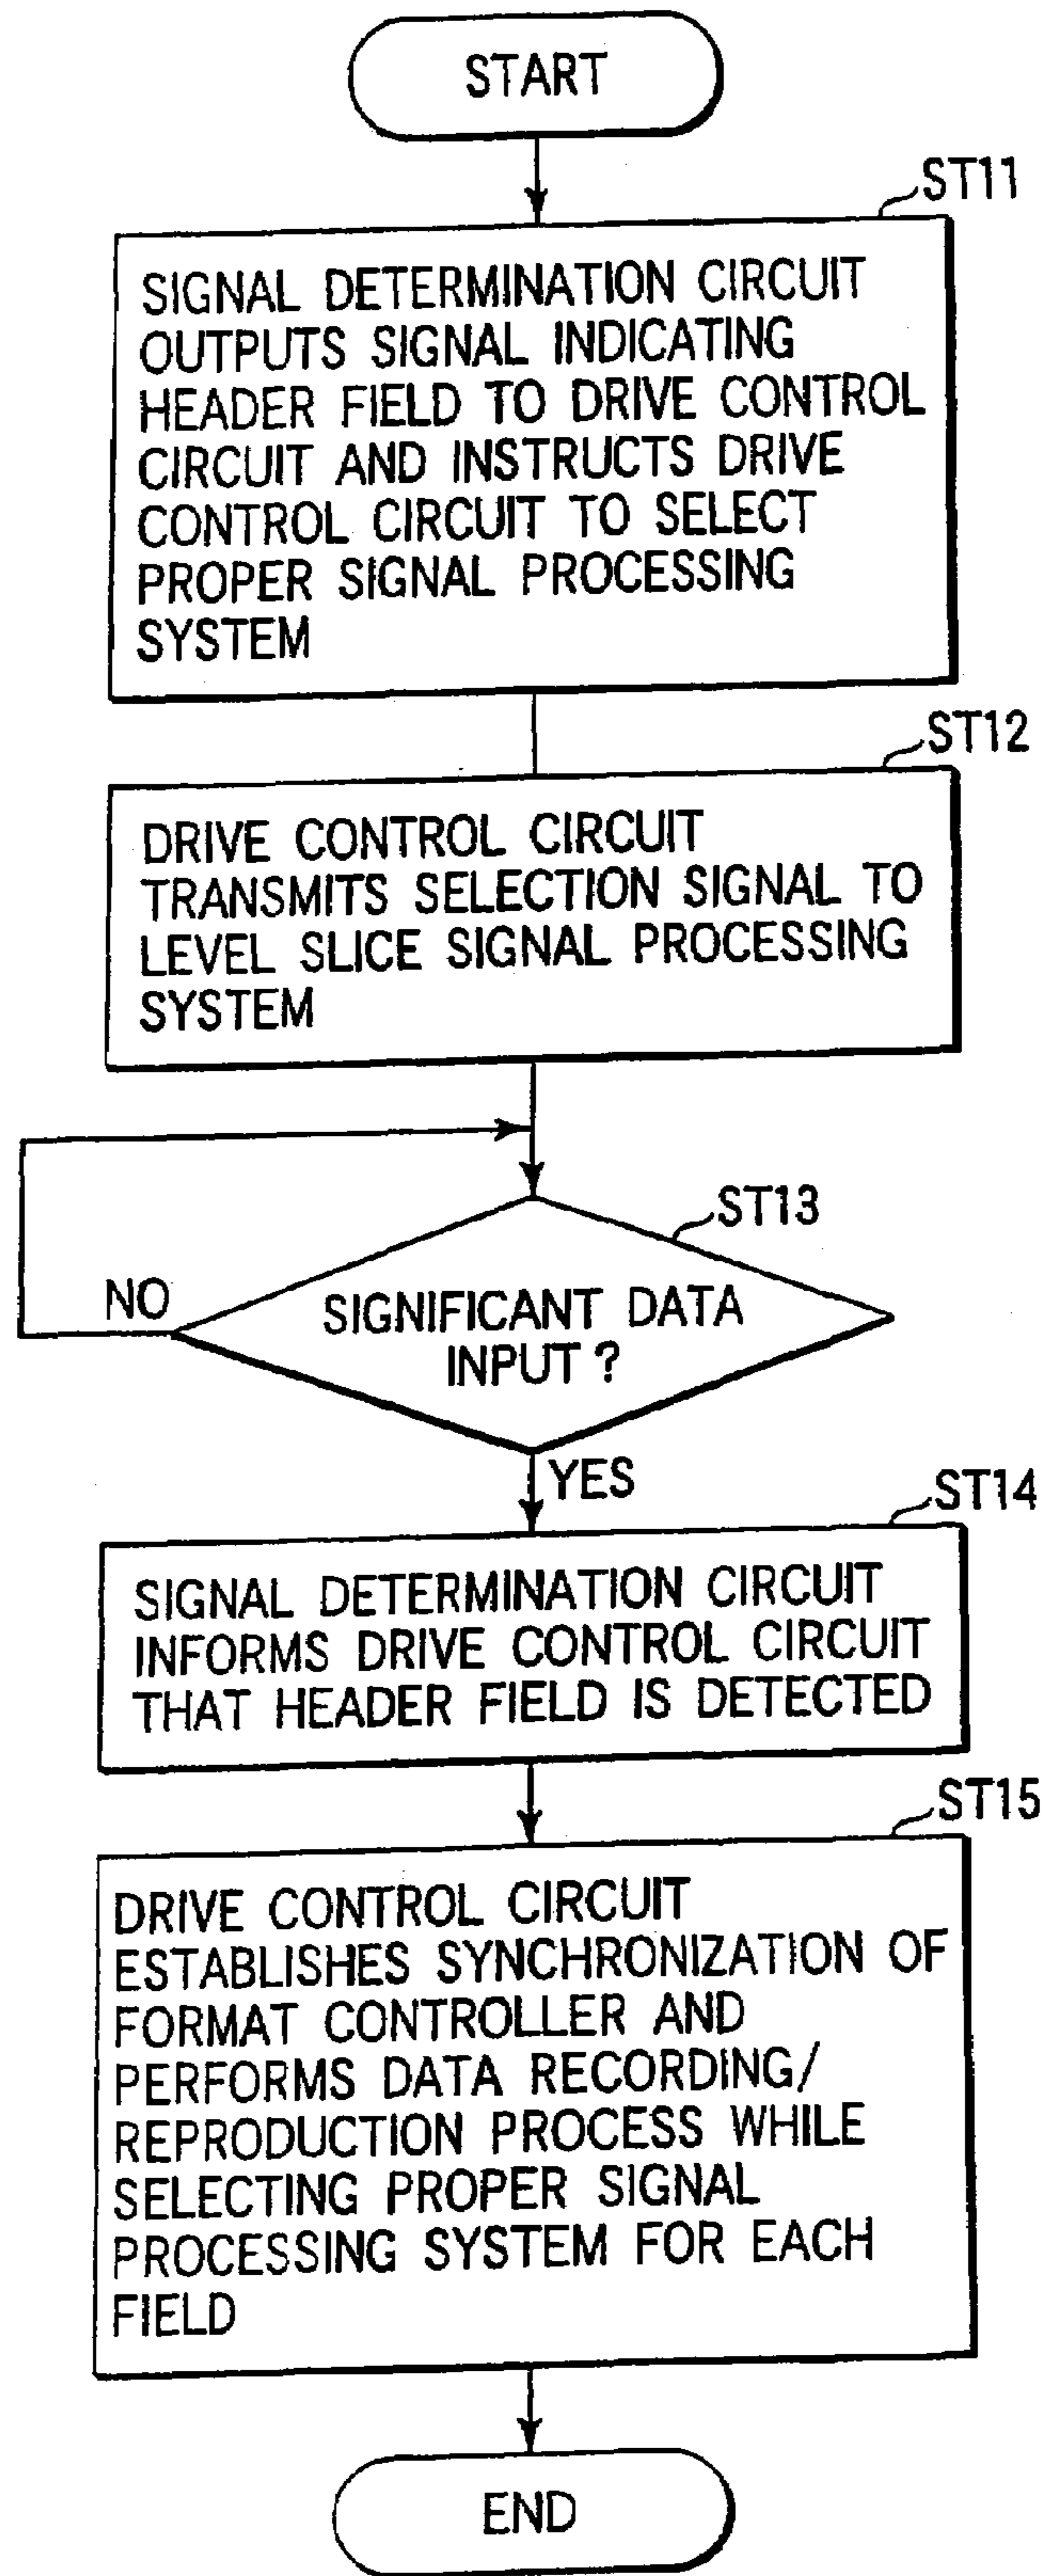 START
ST11
SIGNAL DETERMINATION CIRCUIT
OUTPUTS SIGNAL INDICATING
HEADER FIELD TO DRIVE CONTROL
CIRCUIT AND INSTRUCTS DRIVE
CONTROL CIRCUIT TO SELECT
PROPER SIGNAL PROCESSING
SYSTEM
ST12
DRIVE CONTROL CIRCUIT
TRANSMITS SELECTION SIGNAL TO
LEVEL SLICE SIGNAL PROCESSING
SYSTEM
ST13
NO
SIGNIFICANT DATA
INPUT ?
YES
ST14
SIGNAL DETERMINATION CIRCUIT
INFORMS DRIVE CONTROL CIRCUIT
THAT HEADER FIELD IS DETECTED
ST15
DRIVE CONTROL CIRCUIT
ESTABLISHES SYNCHRONIZATION OF
FORMAT CONTROLLER AND
PERFORMS DATA RECORDING/
REPRODUCTION PROCESS WHILE
SELECTING PROPER SIGNAL
PROCESSING SYSTEM FOR EACH
FIELD
END